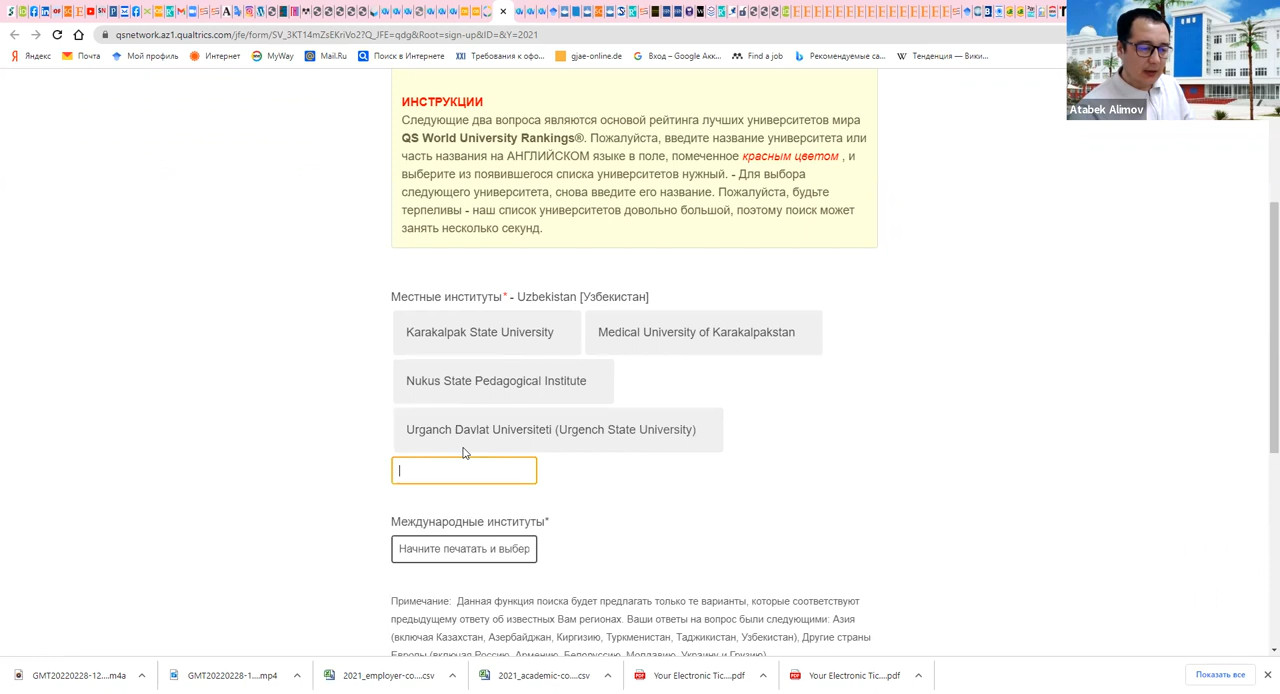 qsnetwork.az1.qualtrics.com/jfe/form/SV_3KT14mZsEKriVo2?Q_JFE=qdg&Root=sign-up&ID=&Y=2021
Яндекс Почта Мой профиль Интернет MyWay Mail.Ru Поиск в Интернете Требования к офо... gjae-online.de Вход – Google Акк... Find a job Рекомендуемые са... Тенденция — Вики...
Atabek Alimov
ИНСТРУКЦИИ
Следующие два вопроса являются основой рейтинга лучших университетов мира
QS World University Rankings®. Пожалуйста, введите название университета или
часть названия на АНГЛИЙСКОМ языке в поле, помеченное красным цветом , и
выберите из появившегося списка университетов нужный. - Для выбора
следующего университета, снова введите его название. Пожалуйста, будьте
терпеливы - наш список университетов довольно большой, поэтому поиск может
занять несколько секунд.
Местные институты* - Uzbekistan [Узбекистан]
Karakalpak State University Medical University of Karakalpakstan
Nukus State Pedagogical Institute
Urganch Davlat Universiteti (Urgench State University)
Международные институты*
Начните печатать и выбер
Примечание: Данная функция поиска будет предлагать только те варианты, которые соответствуют
предыдущему ответу об известных Вам регионах. Ваши ответы на вопрос были следующими: Азия
(включая Казахстан, Азербайджан, Киргизию, Туркменистан, Таджикистан, Узбекистан), Другие страны
Европы (включая Россию, Армению, Белоруссию, Молдавию, Украину и Грузию)
GMT20220228-12....m4a GMT20220228-1....mp4 2021_employer-co....csv 2021_academic-co....csv Your Electronic Tic....pdf Your Electronic Tic....pdf Показать все